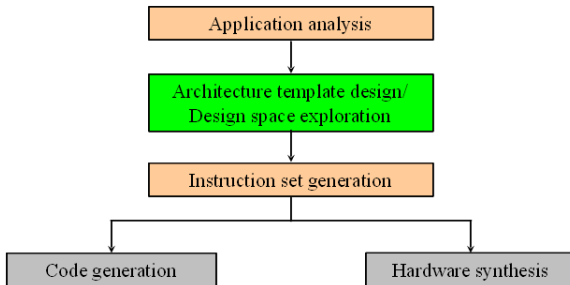 Application analysis
Architecture template design/
Design space exploration
Instruction set generation
Code generation
Hardware synthesis